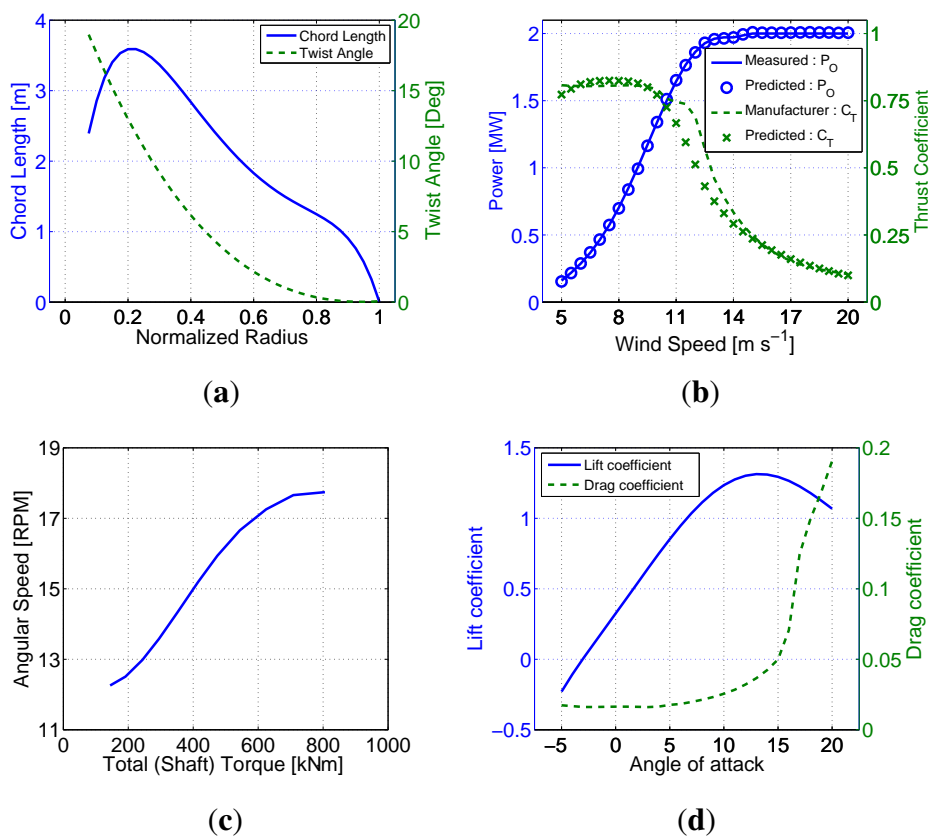 4
3
2
1
0
Chord Length [m]
Chord Length
Twist Angle
20
15
10
5
0
Twist Angle [Deg]
0 0.2 0.4 0.6 0.8 1
Normalized Radius
(a)
2
1.5
1
0.5
0
Power [MW]
Measured : P_O
Predicted : P_O
Manufacturer : C_T
Predicted : C_T
1
0.75
0.5
0.25
0
Thrust Coefficient
5 8 11 14 17 20
Wind Speed [m s⁻¹]
(b)
19
17
15
13
11
Angular Speed [RPM]
0 200 400 600 800 1000
Total (Shaft) Torque [kNm]
(c)
1.5
1
0.5
0
−0.5
Lift coefficient
Lift coefficient
Drag coefficient
0.2
0.15
0.1
0.05
0
Drag coefficient
−5 0 5 10 15 20
Angle of attack
(d)